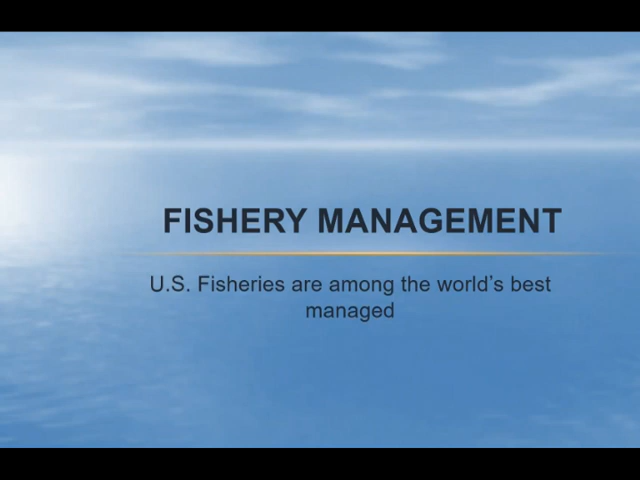 FISHERY MANAGEMENT
U.S. Fisheries are among the world’s best
managed